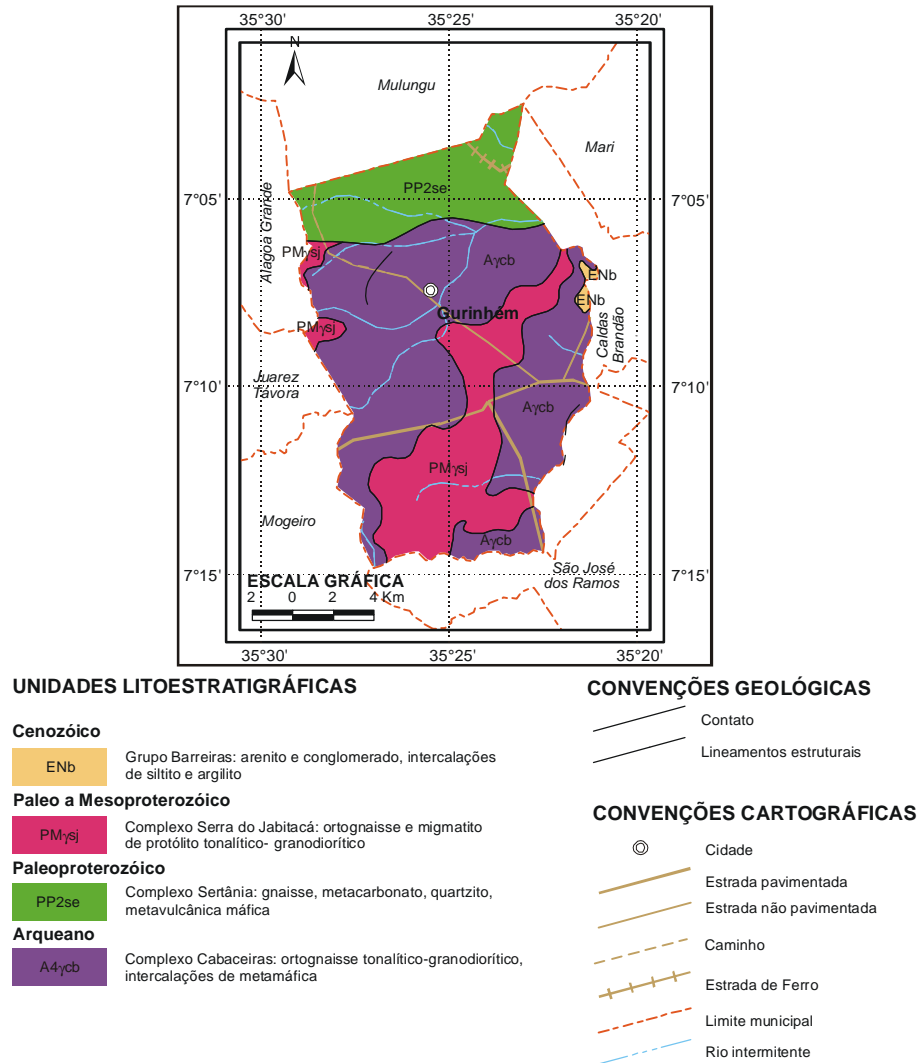 35°30' 35°25' 35°20'
N
Mulungu
Mari
Alagoa Grande
PP2se
7°05' 7°05'
PMγsj
Aγcb
ENb
ENb
Gurinhém
PMγsj
Caldas
Brandão
Juarez
Távora
7°10' 7°10'
Aγcb
PMγsj
Mogeiro
Aγcb
São José
dos Ramos
7°15' 7°15'
ESCALA GRÁFICA
2 0 2 4 Km
35°30' 35°25' 35°20'
UNIDADES LITOESTRATIGRÁFICAS
Cenozóico
ENb
Grupo Barreiras: arenito e conglomerado, intercalações
de siltito e argilito
Paleo a Mesoproterozóico
PMγsj
Complexo Serra do Jabitacá: ortognaisse e migmatito
de protólito tonalítico- granodiorítico
Paleoproterozóico
PP2se
Complexo Sertânia: gnaisse, metacarbonato, quartzito,
metavulcânica máfica
Arqueano
A4γcb
Complexo Cabaceiras: ortognaisse tonalítico-granodiorítico,
intercalações de metamáfica
CONVENÇÕES GEOLÓGICAS
Contato
Lineamentos estruturais
CONVENÇÕES CARTOGRÁFICAS
Cidade
Estrada pavimentada
Estrada não pavimentada
Caminho
Estrada de Ferro
Limite municipal
Rio intermitente